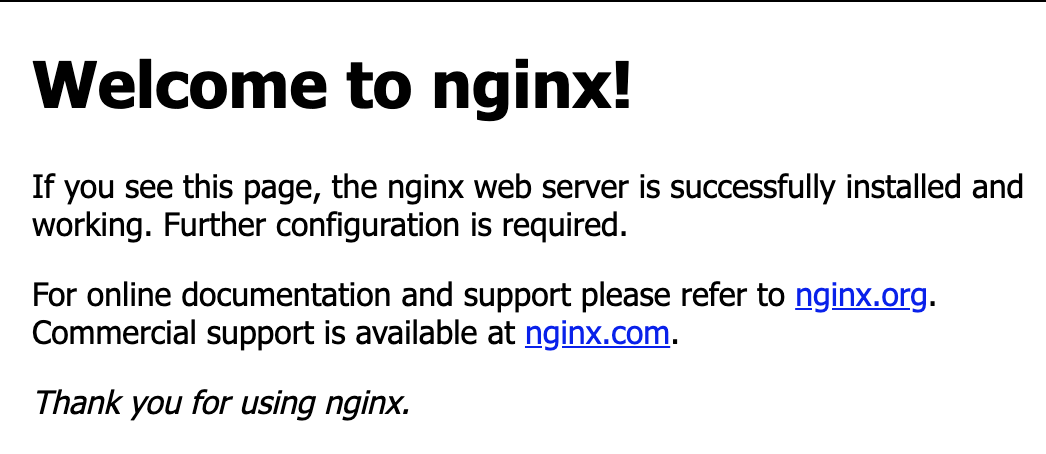 Welcome to nginx!
If you see this page, the nginx web server is successfully installed and
working. Further configuration is required.
For online documentation and support please refer to nginx.org.
Commercial support is available at nginx.com.
Thank you for using nginx.